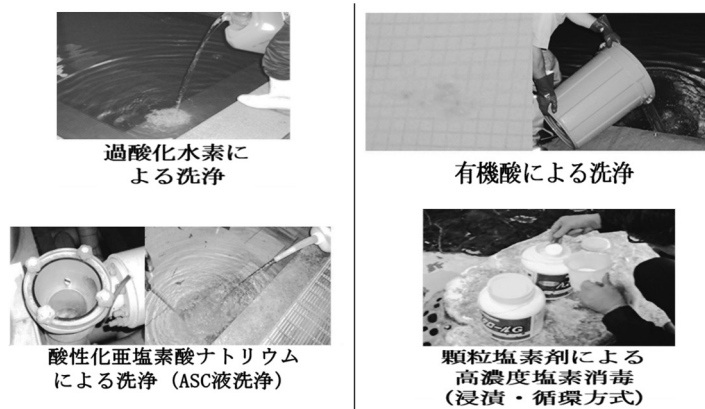 過酸化水素に
よる洗浄
有機酸による洗浄
酸性化亜塩素酸ナトリウム
による洗浄（ASC液洗浄）
顆粒塩素剤による
高濃度塩素消毒
（浸漬・循環方式）